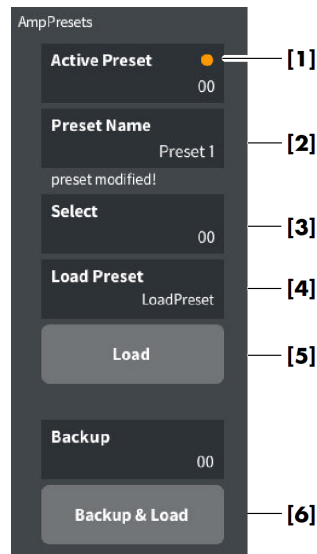 AmpPresets
Active Preset
[1]
00
Preset Name
[2]
Preset 1
preset modified!
Select
[3]
00
Load Preset
[4]
LoadPreset
Load
[5]
Backup
00
Backup & Load
[6]